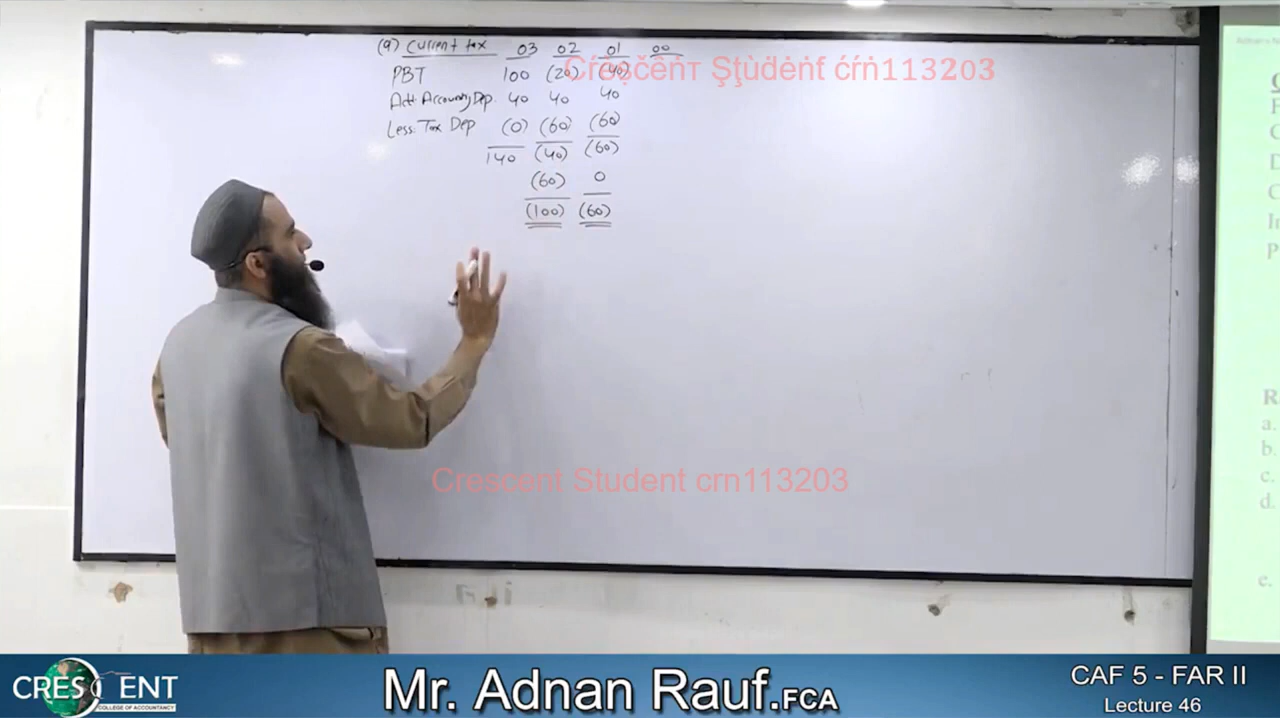 (a) Current tax 03 02 01 00
PBT 100 (20) (40)
Add: Accounting Dep. 40 40 40
Less: Tax Dep (0) (60) (60)
140 (40) (60)
(60) 0
(100) (60)
Crescent Student crn113203
Crescent Student crn113203
R
a.
b.
c.
d.
e.
CRESCENT
COLLEGE OF ACCOUNTANCY
Mr. Adnan Rauf.FCA
CAF 5 - FAR II
Lecture 46